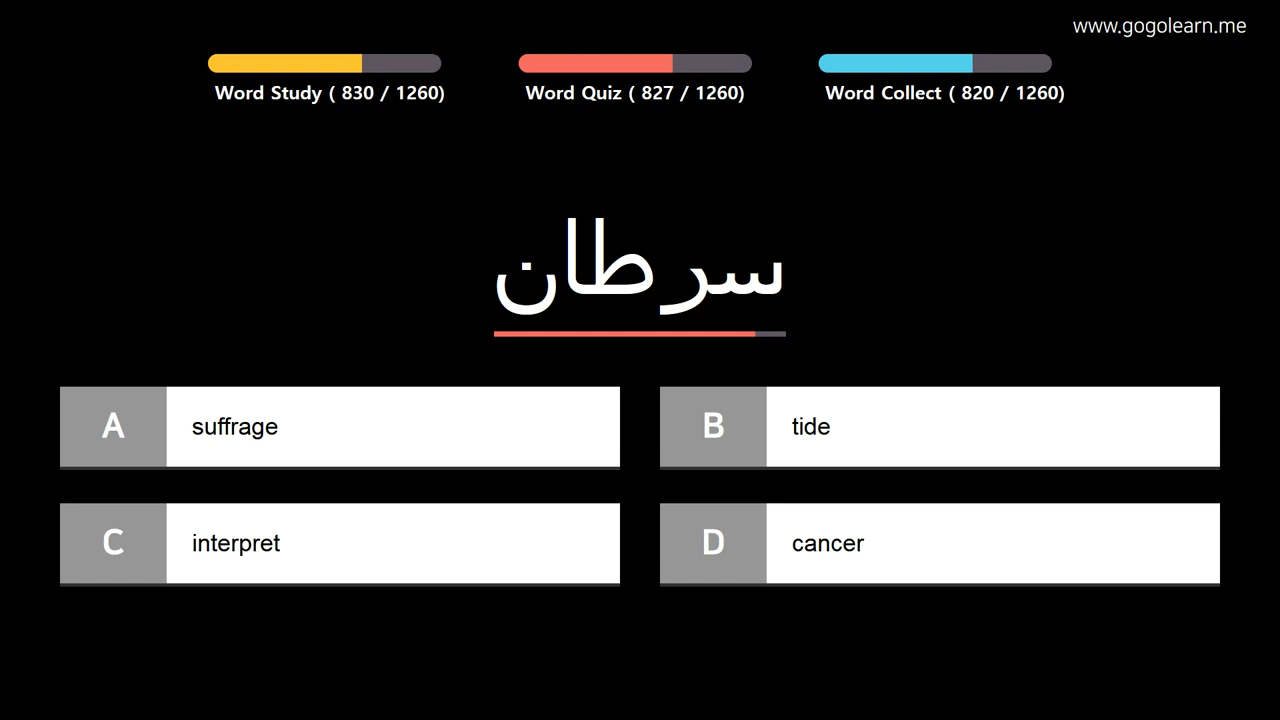 www.gogolearn.me
Word Study ( 830 / 1260)
Word Quiz ( 827 / 1260)
Word Collect ( 820 / 1260)
سرطان
A suffrage
B tide
C interpret
D cancer